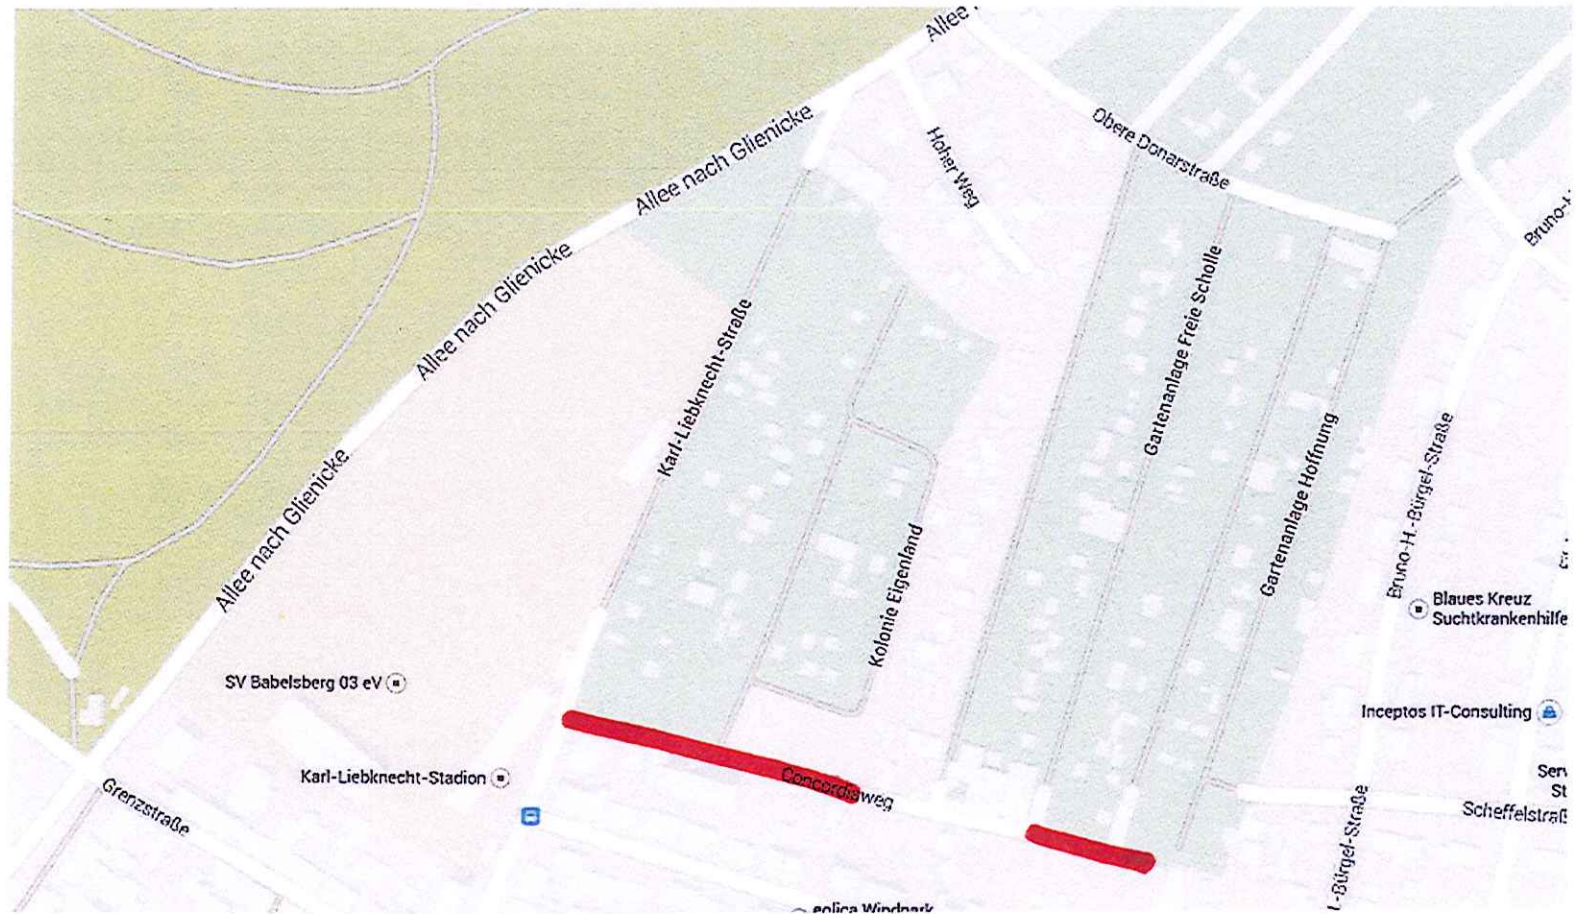 Allee
Allee nach Glienicke
Obere Donarstraße
Hoher Weg
Allee nach Glienicke
Bruno-
Gartenanlage Freie Scholle
Karl-Liebknecht-Straße
Allee nach Glienicke
Gartenanlage Hoffnung
Bruno-H.-Bürgel-Straße
Kolonie Eigenland
Blaues Kreuz
Suchtkrankenhilfe
SV Babelsberg 03 eV
Inceptos IT-Consulting
Karl-Liebknecht-Stadion
Concordiaweg
Grenzstraße
Scheffelstraß
-Bürgel-Straße
eolica Windpark